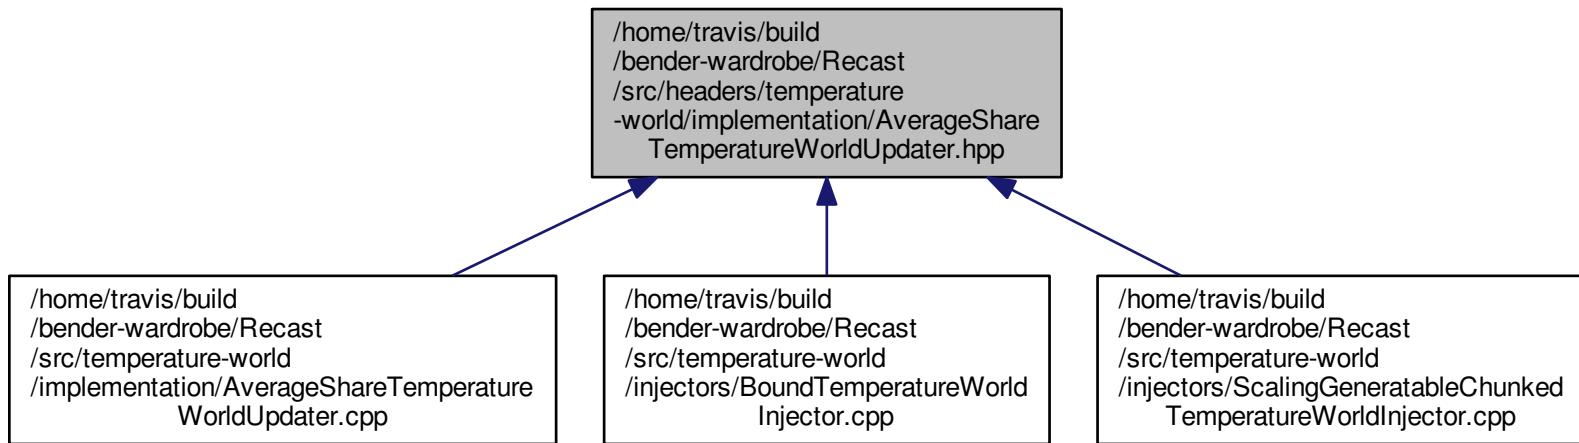 /home/travis/build
/bender-wardrobe/Recast
/src/headers/temperature
-world/implementation/AverageShare
TemperatureWorldUpdater.hpp
/home/travis/build
/bender-wardrobe/Recast
/src/temperature-world
/implementation/AverageShareTemperature
WorldUpdater.cpp
/home/travis/build
/bender-wardrobe/Recast
/src/temperature-world
/injectors/BoundTemperatureWorld
Injector.cpp
/home/travis/build
/bender-wardrobe/Recast
/src/temperature-world
/injectors/ScalingGeneratableChunked
TemperatureWorldInjector.cpp